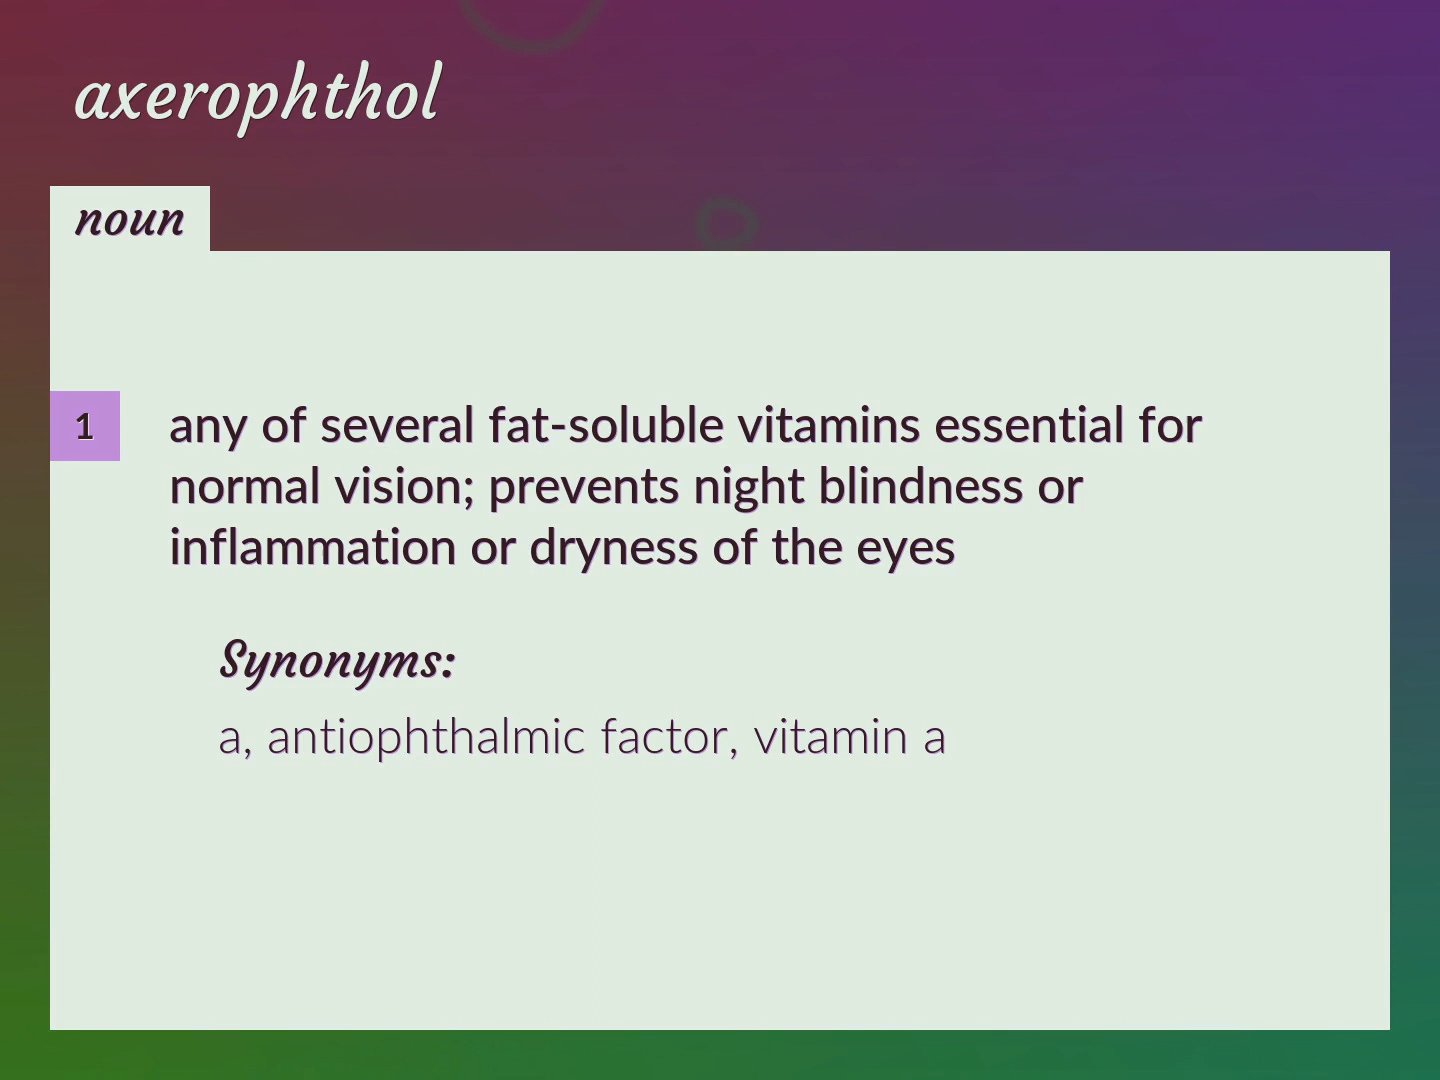 axerophthol
noun
1
any of several fat-soluble vitamins essential for
normal vision; prevents night blindness or
inflammation or dryness of the eyes
Synonyms:
a, antiophthalmic factor, vitamin a